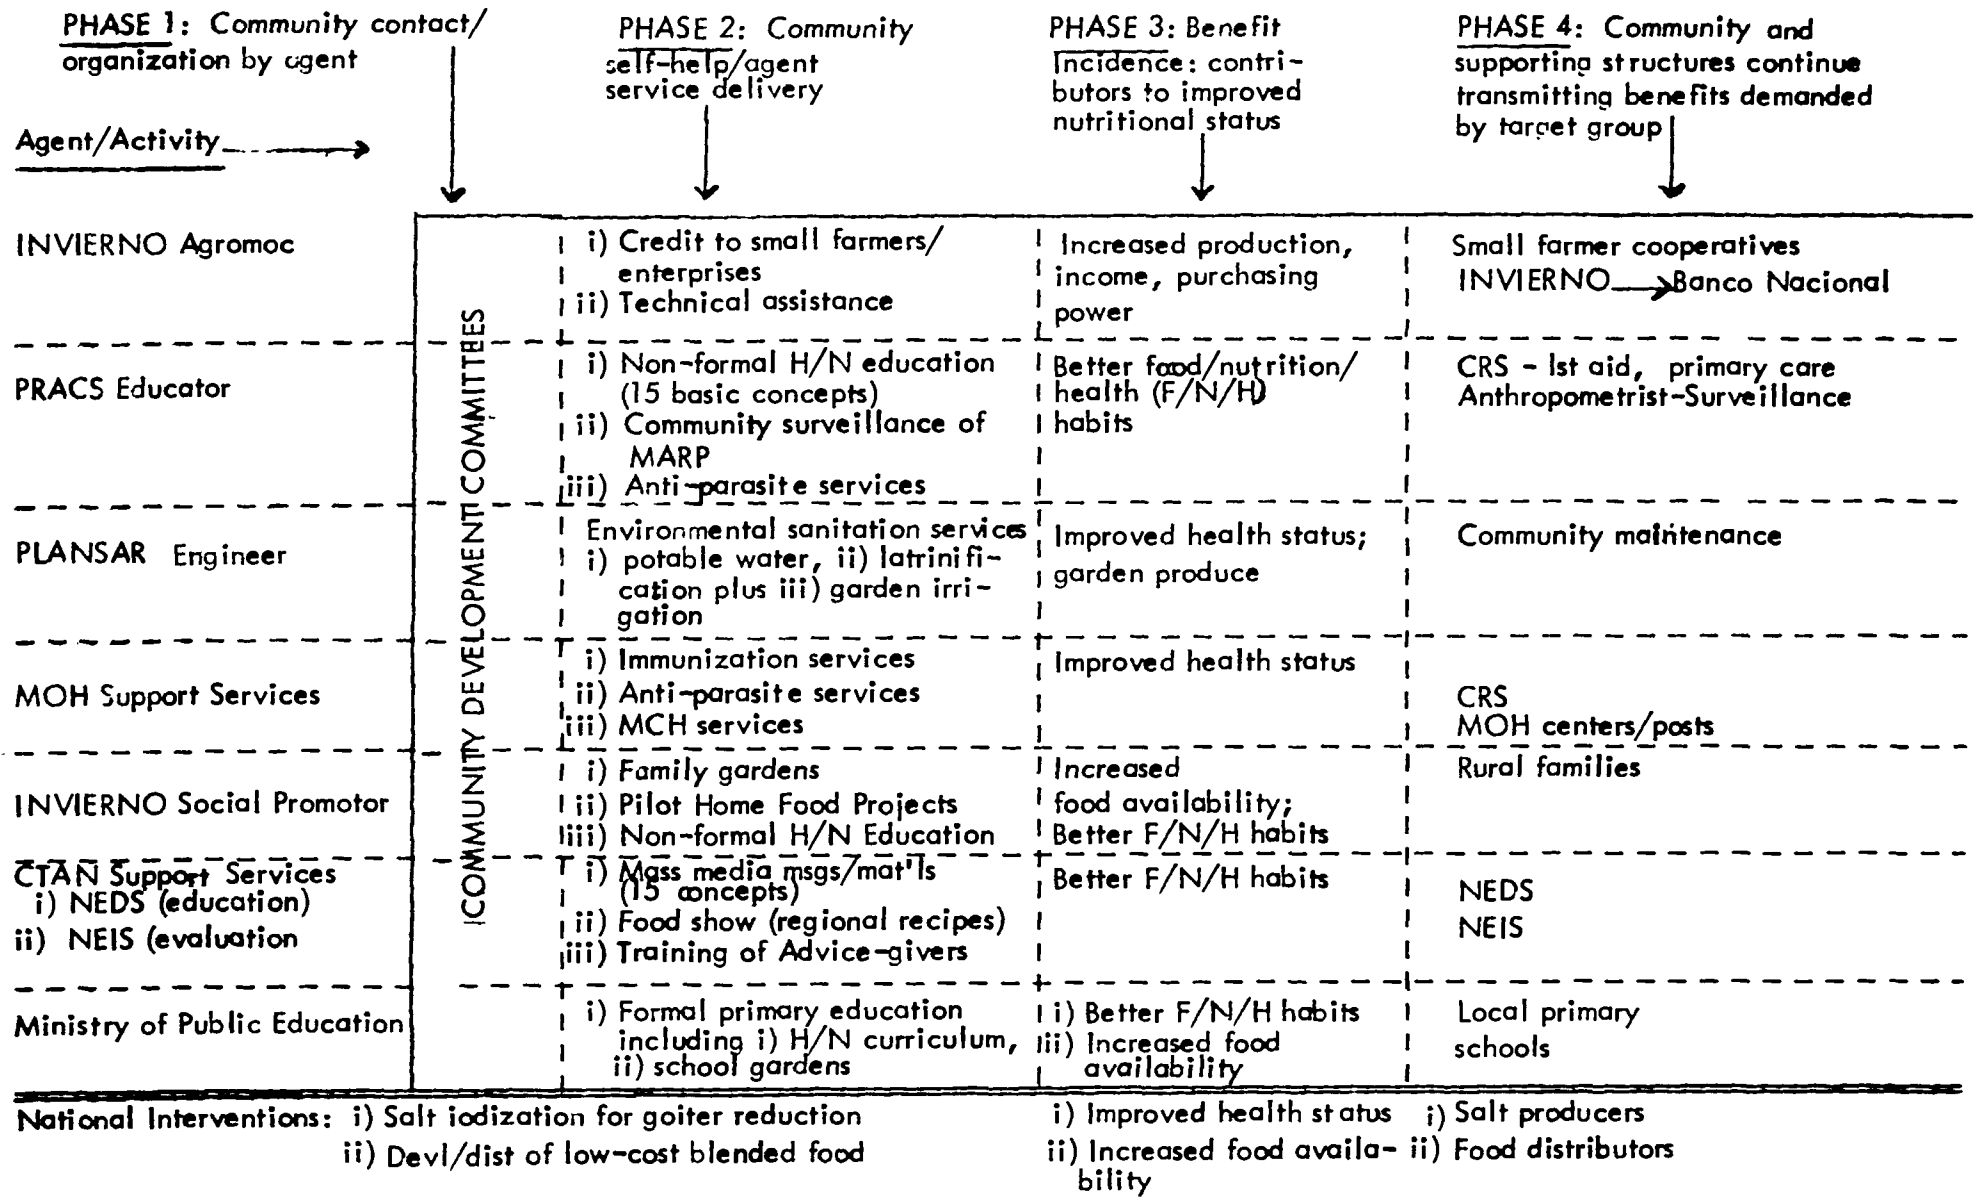 PHASE 1: Community contact/
organization by agent
PHASE 2: Community
self-help/agent
service delivery
PHASE 3: Benefit
Incidence: contri-
butors to improved
nutritional status
PHASE 4: Community and
supporting structures continue
transmitting benefits demanded
by target group
Agent/Activity
COMMUNITY DEVELOPMENT COMMITTEES
INVIERNO Agromoc
i) Credit to small farmers/
enterprises
ii) Technical assistance
Increased production,
income, purchasing
power
Small farmer cooperatives
INVIERNO → Banco Nacional
PRACS Educator
i) Non-formal H/N education
(15 basic concepts)
ii) Community surveillance of
MARP
iii) Anti-parasite services
Better food/nutrition/
health (F/N/H)
habits
CRS - 1st aid, primary care
Anthropometrist-Surveillance
PLANSAR Engineer
Environmental sanitation services
i) potable water, ii) latrinifi-
cation plus iii) garden irri-
gation
Improved health status;
garden produce
Community maintenance
MOH Support Services
i) Immunization services
ii) Anti-parasite services
iii) MCH services
Improved health status
CRS
MOH centers/posts
INVIERNO Social Promotor
i) Family gardens
ii) Pilot Home Food Projects
iii) Non-formal H/N Education
Increased
food availability;
Better F/N/H habits
Rural families
CTAN Support Services
i) NEDS (education)
ii) NEIS (evaluation
i) Mass media msgs/mat'ls
(15 concepts)
ii) Food show (regional recipes)
iii) Training of Advice-givers
Better F/N/H habits
NEDS
NEIS
Ministry of Public Education
i) Formal primary education
including i) H/N curriculum,
ii) school gardens
i) Better F/N/H habits
iii) Increased food
availability
Local primary
schools
National Interventions: i) Salt iodization for goiter reduction
ii) Devl/dist of low-cost blended food
i) Improved health status
ii) Increased food availa-
bility
i) Salt producers
ii) Food distributors